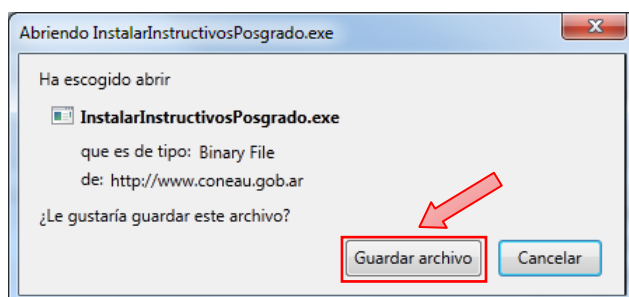 Abriendo InstalarInstructivosPosgrado.exe
Ha escogido abrir
InstalarInstructivosPosgrado.exe
que es de tipo: Binary File
de: http://www.coneau.gob.ar
¿Le gustaría guardar este archivo?
Guardar archivo Cancelar